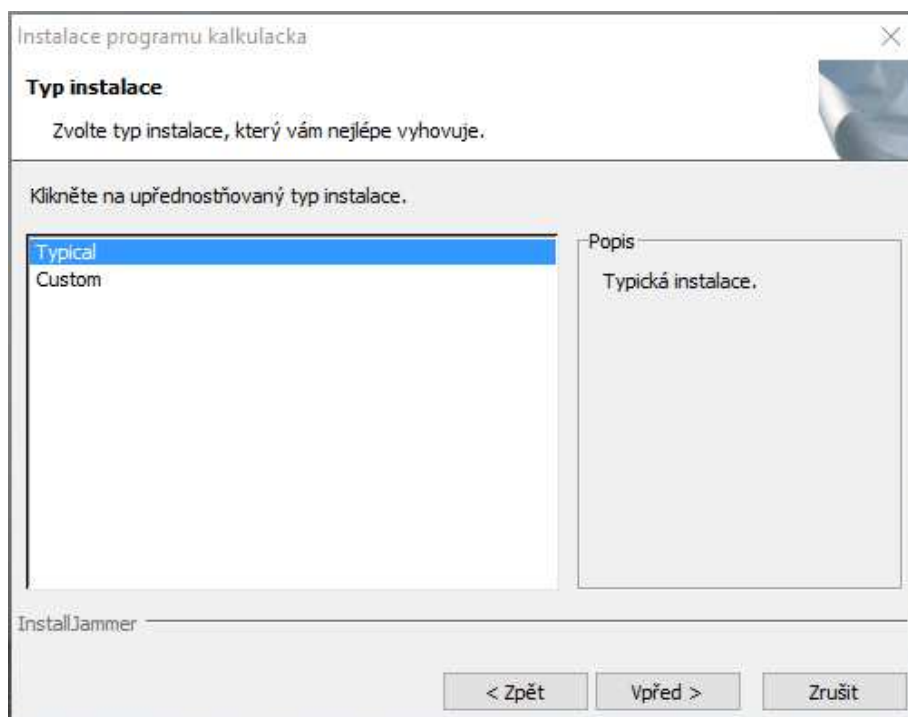 Instalace programu kalkulacka
Typ instalace
Zvolte typ instalace, který vám nejlépe vyhovuje.
Klikněte na upřednostňovaný typ instalace.
Typical
Custom
Popis
Typická instalace.
InstallJammer
< Zpět
Vpřed >
Zrušit